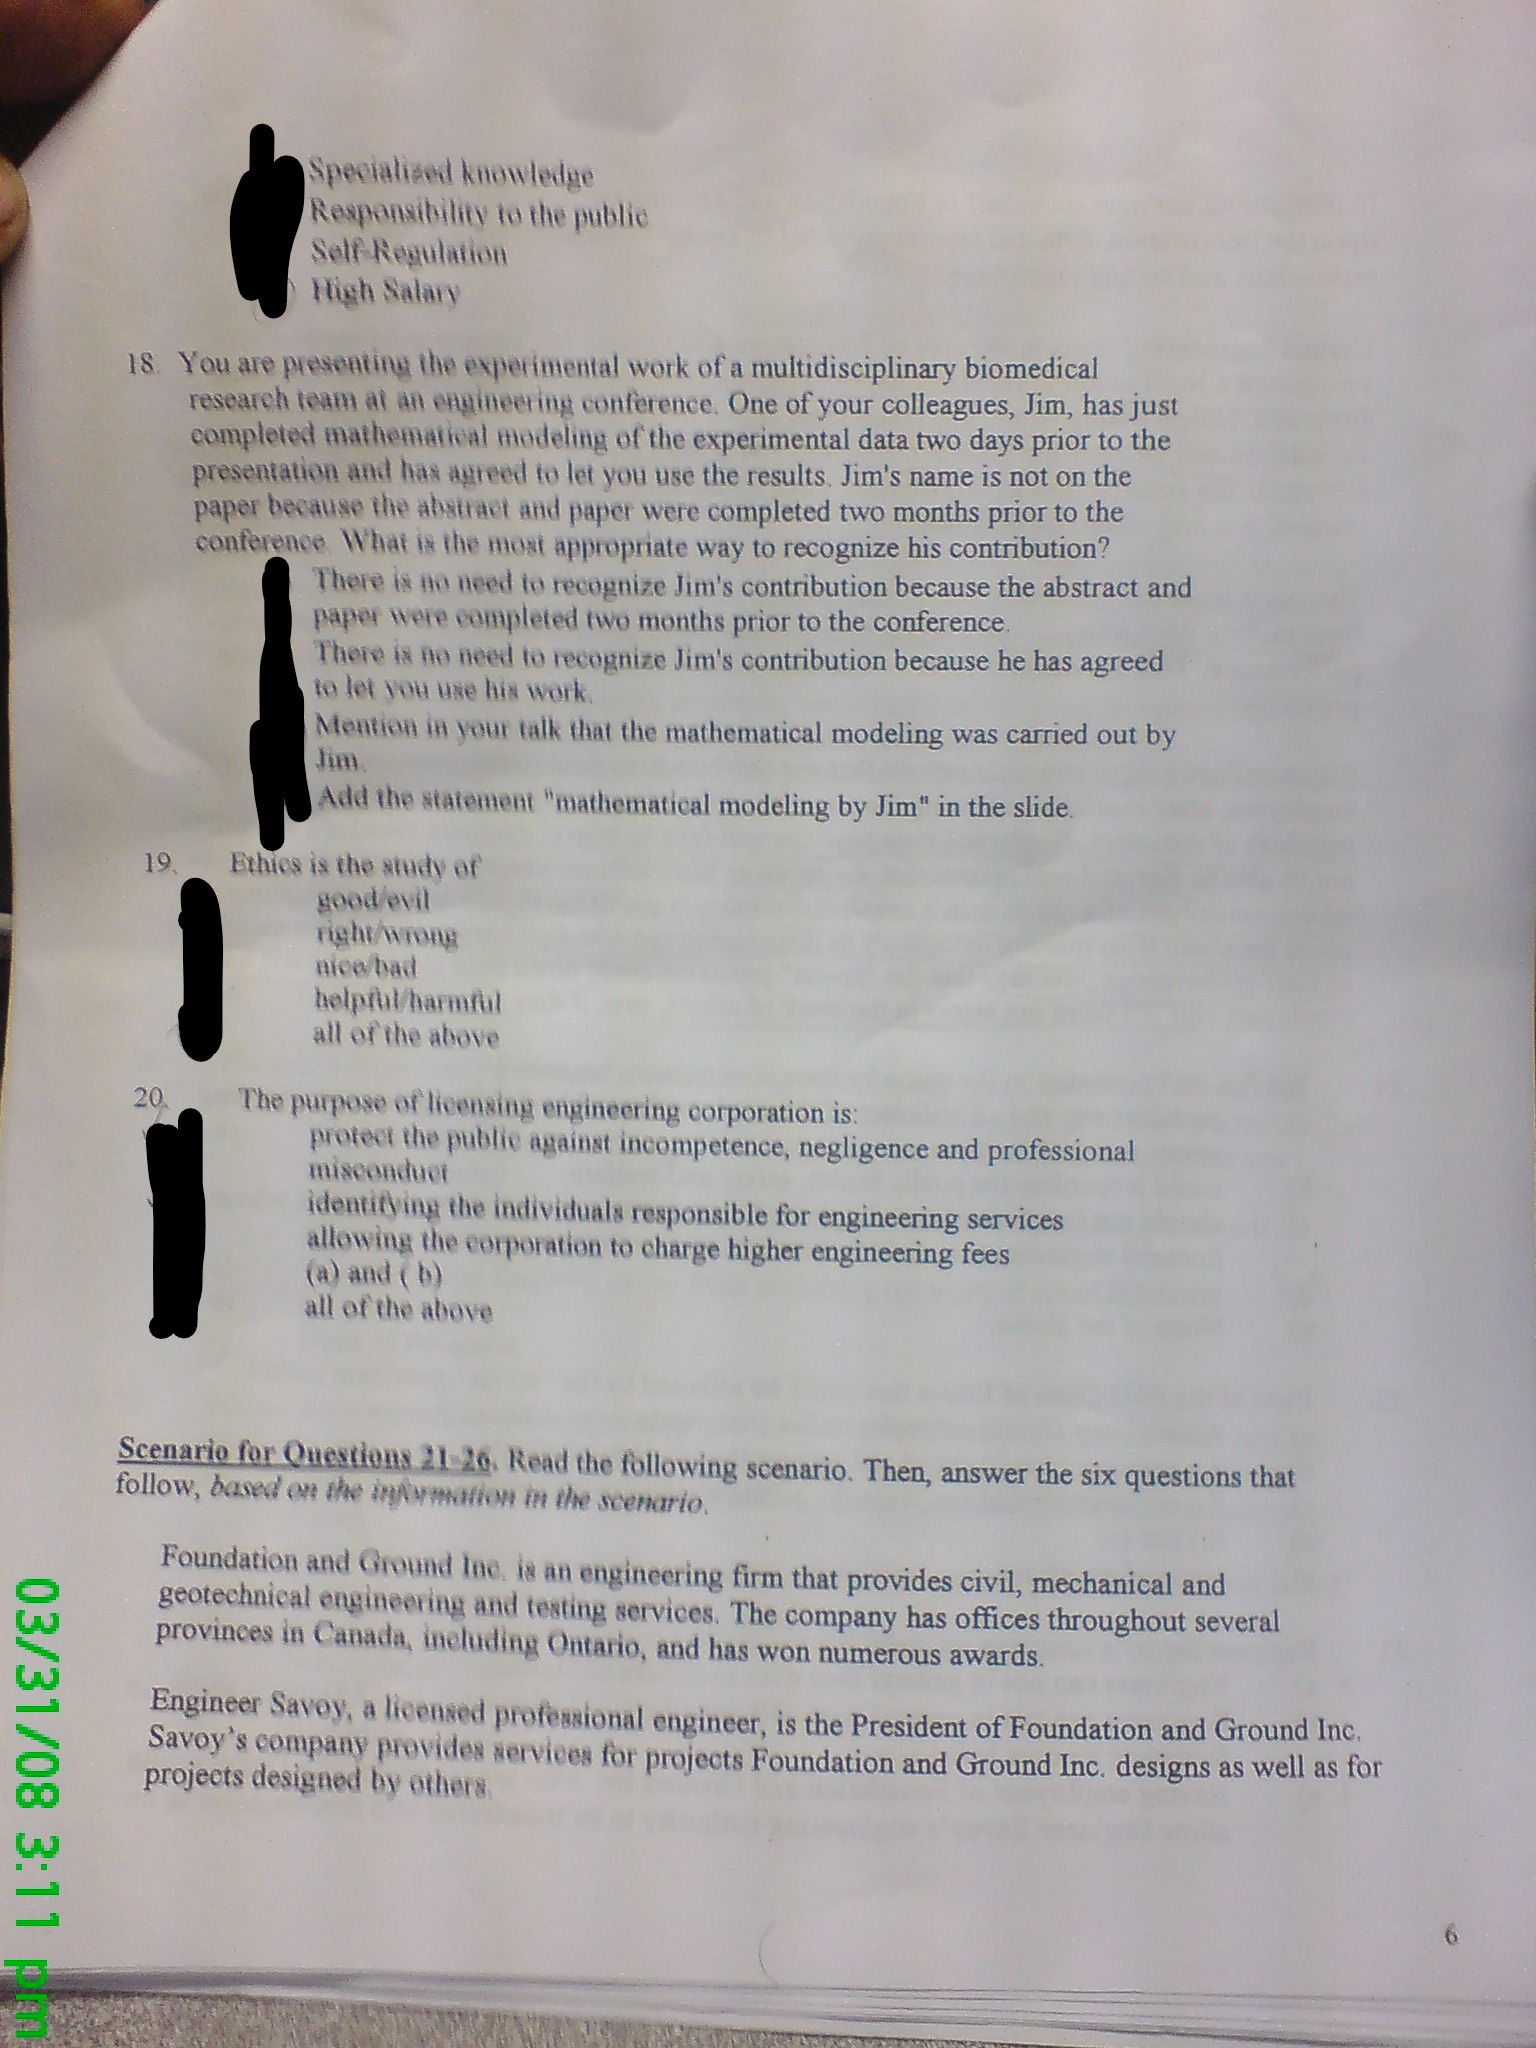 Specialized knowledge
Responsibility to the public
Self-Regulation
High Salary
18. You are presenting the experimental work of a multidisciplinary biomedical
research team at an engineering conference. One of your colleagues, Jim, has just
completed mathematical modeling of the experimental data two days prior to the
presentation and has agreed to let you use the results. Jim's name is not on the
paper because the abstract and paper were completed two months prior to the
conference. What is the most appropriate way to recognize his contribution?
There is no need to recognize Jim's contribution because the abstract and
paper were completed two months prior to the conference.
There is no need to recognize Jim's contribution because he has agreed
to let you use his work.
Mention in your talk that the mathematical modeling was carried out by
Jim.
Add the statement "mathematical modeling by Jim" in the slide.
19. Ethics is the study of
good/evil
right/wrong
nice/bad
helpful/harmful
all of the above
20. The purpose of licensing engineering corporation is:
protect the public against incompetence, negligence and professional
misconduct
identifying the individuals responsible for engineering services
allowing the corporation to charge higher engineering fees
(a) and ( b)
all of the above
Scenario for Questions 21-26. Read the following scenario. Then, answer the six questions that
follow, based on the information in the scenario.
Foundation and Ground Inc. is an engineering firm that provides civil, mechanical and
geotechnical engineering and testing services. The company has offices throughout several
provinces in Canada, including Ontario, and has won numerous awards.
Engineer Savoy, a licensed professional engineer, is the President of Foundation and Ground Inc.
Savoy's company provides services for projects Foundation and Ground Inc. designs as well as for
projects designed by others.
6
03/31/08 3:11 pm